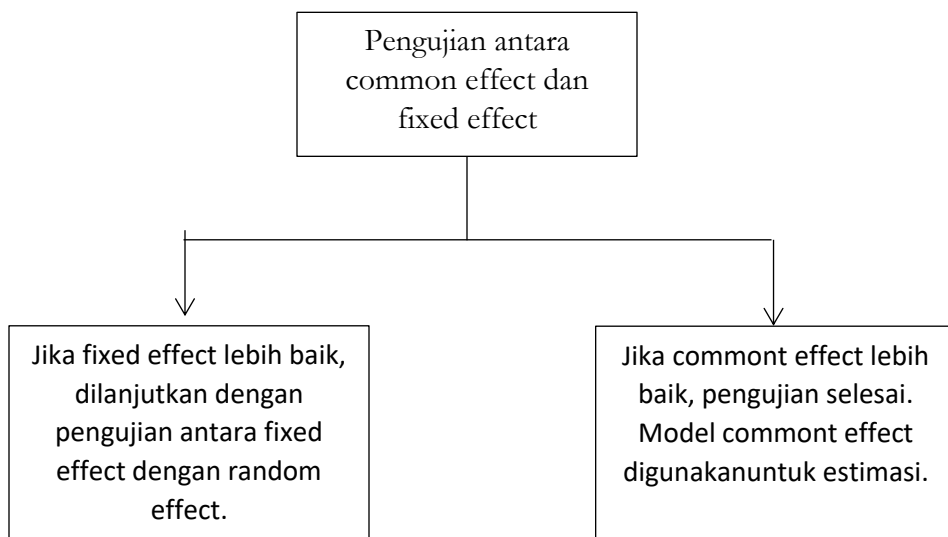 Pengujian antara
common effect dan
fixed effect
Jika fixed effect lebih baik,
dilanjutkan dengan
pengujian antara fixed
effect dengan random
effect.
Jika commont effect lebih
baik, pengujian selesai.
Model commont effect
digunakanuntuk estimasi.